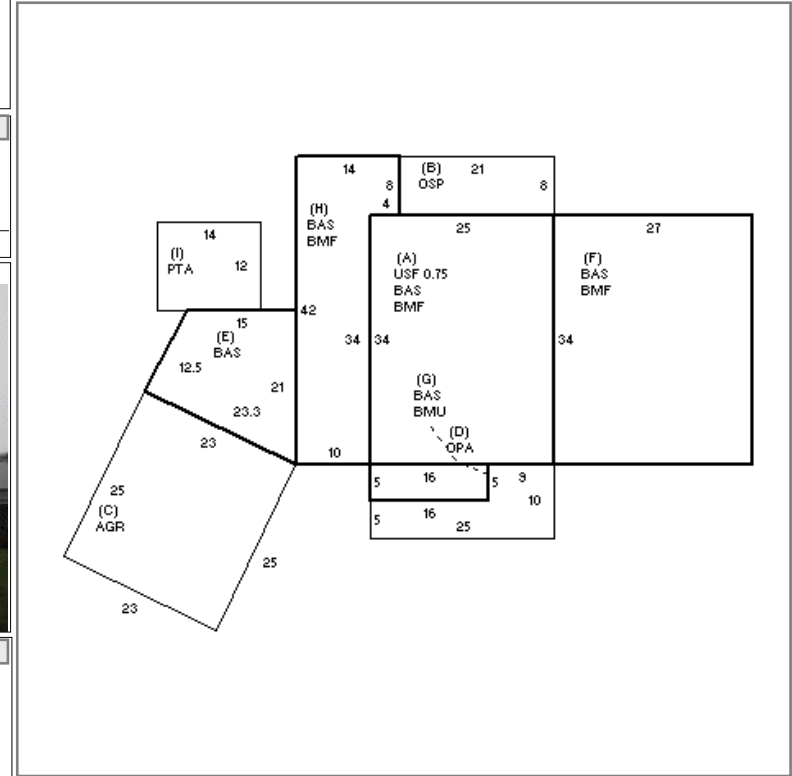 14
(B)
OSP
21
8
8
4
(H)
BAS
BMF
14
(I)
PTA
12
25
27
(A)
USF 0.75
BAS
BMF
(F)
BAS
BMF
42
34
34
34
15
(E)
BAS
12.5
21
23.3
(G)
BAS
BMU
(D)
OPA
23
10
5
16
5
9
10
5
16
25
25
(C)
AGR
25
23